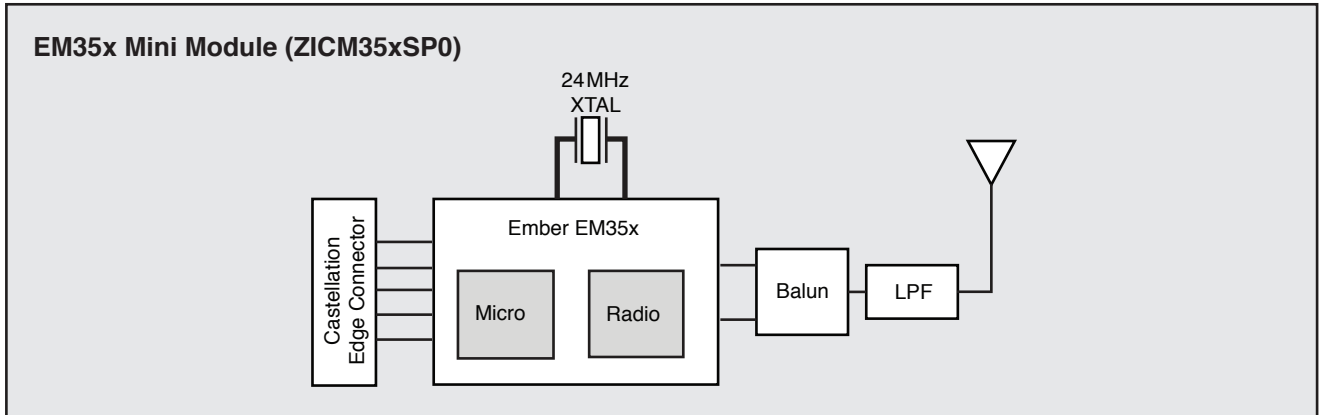 EM35x Mini Module (ZICM35xSP0)
24MHz
XTAL
Castellation
Edge Connector
Ember EM35x
Micro
Radio
Balun
LPF